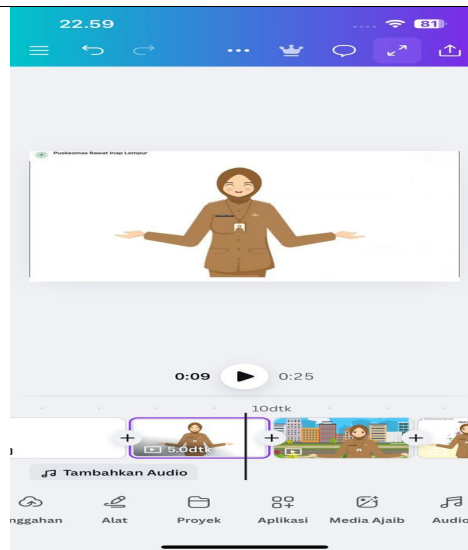 22.59
81
Puskesmas Rawat Inap Lempur
0:09
0:25
10dtk
5.0dtk
Tambahkan Audio
nggahan
Alat
Proyek
Aplikasi
Media Ajaib
Audio